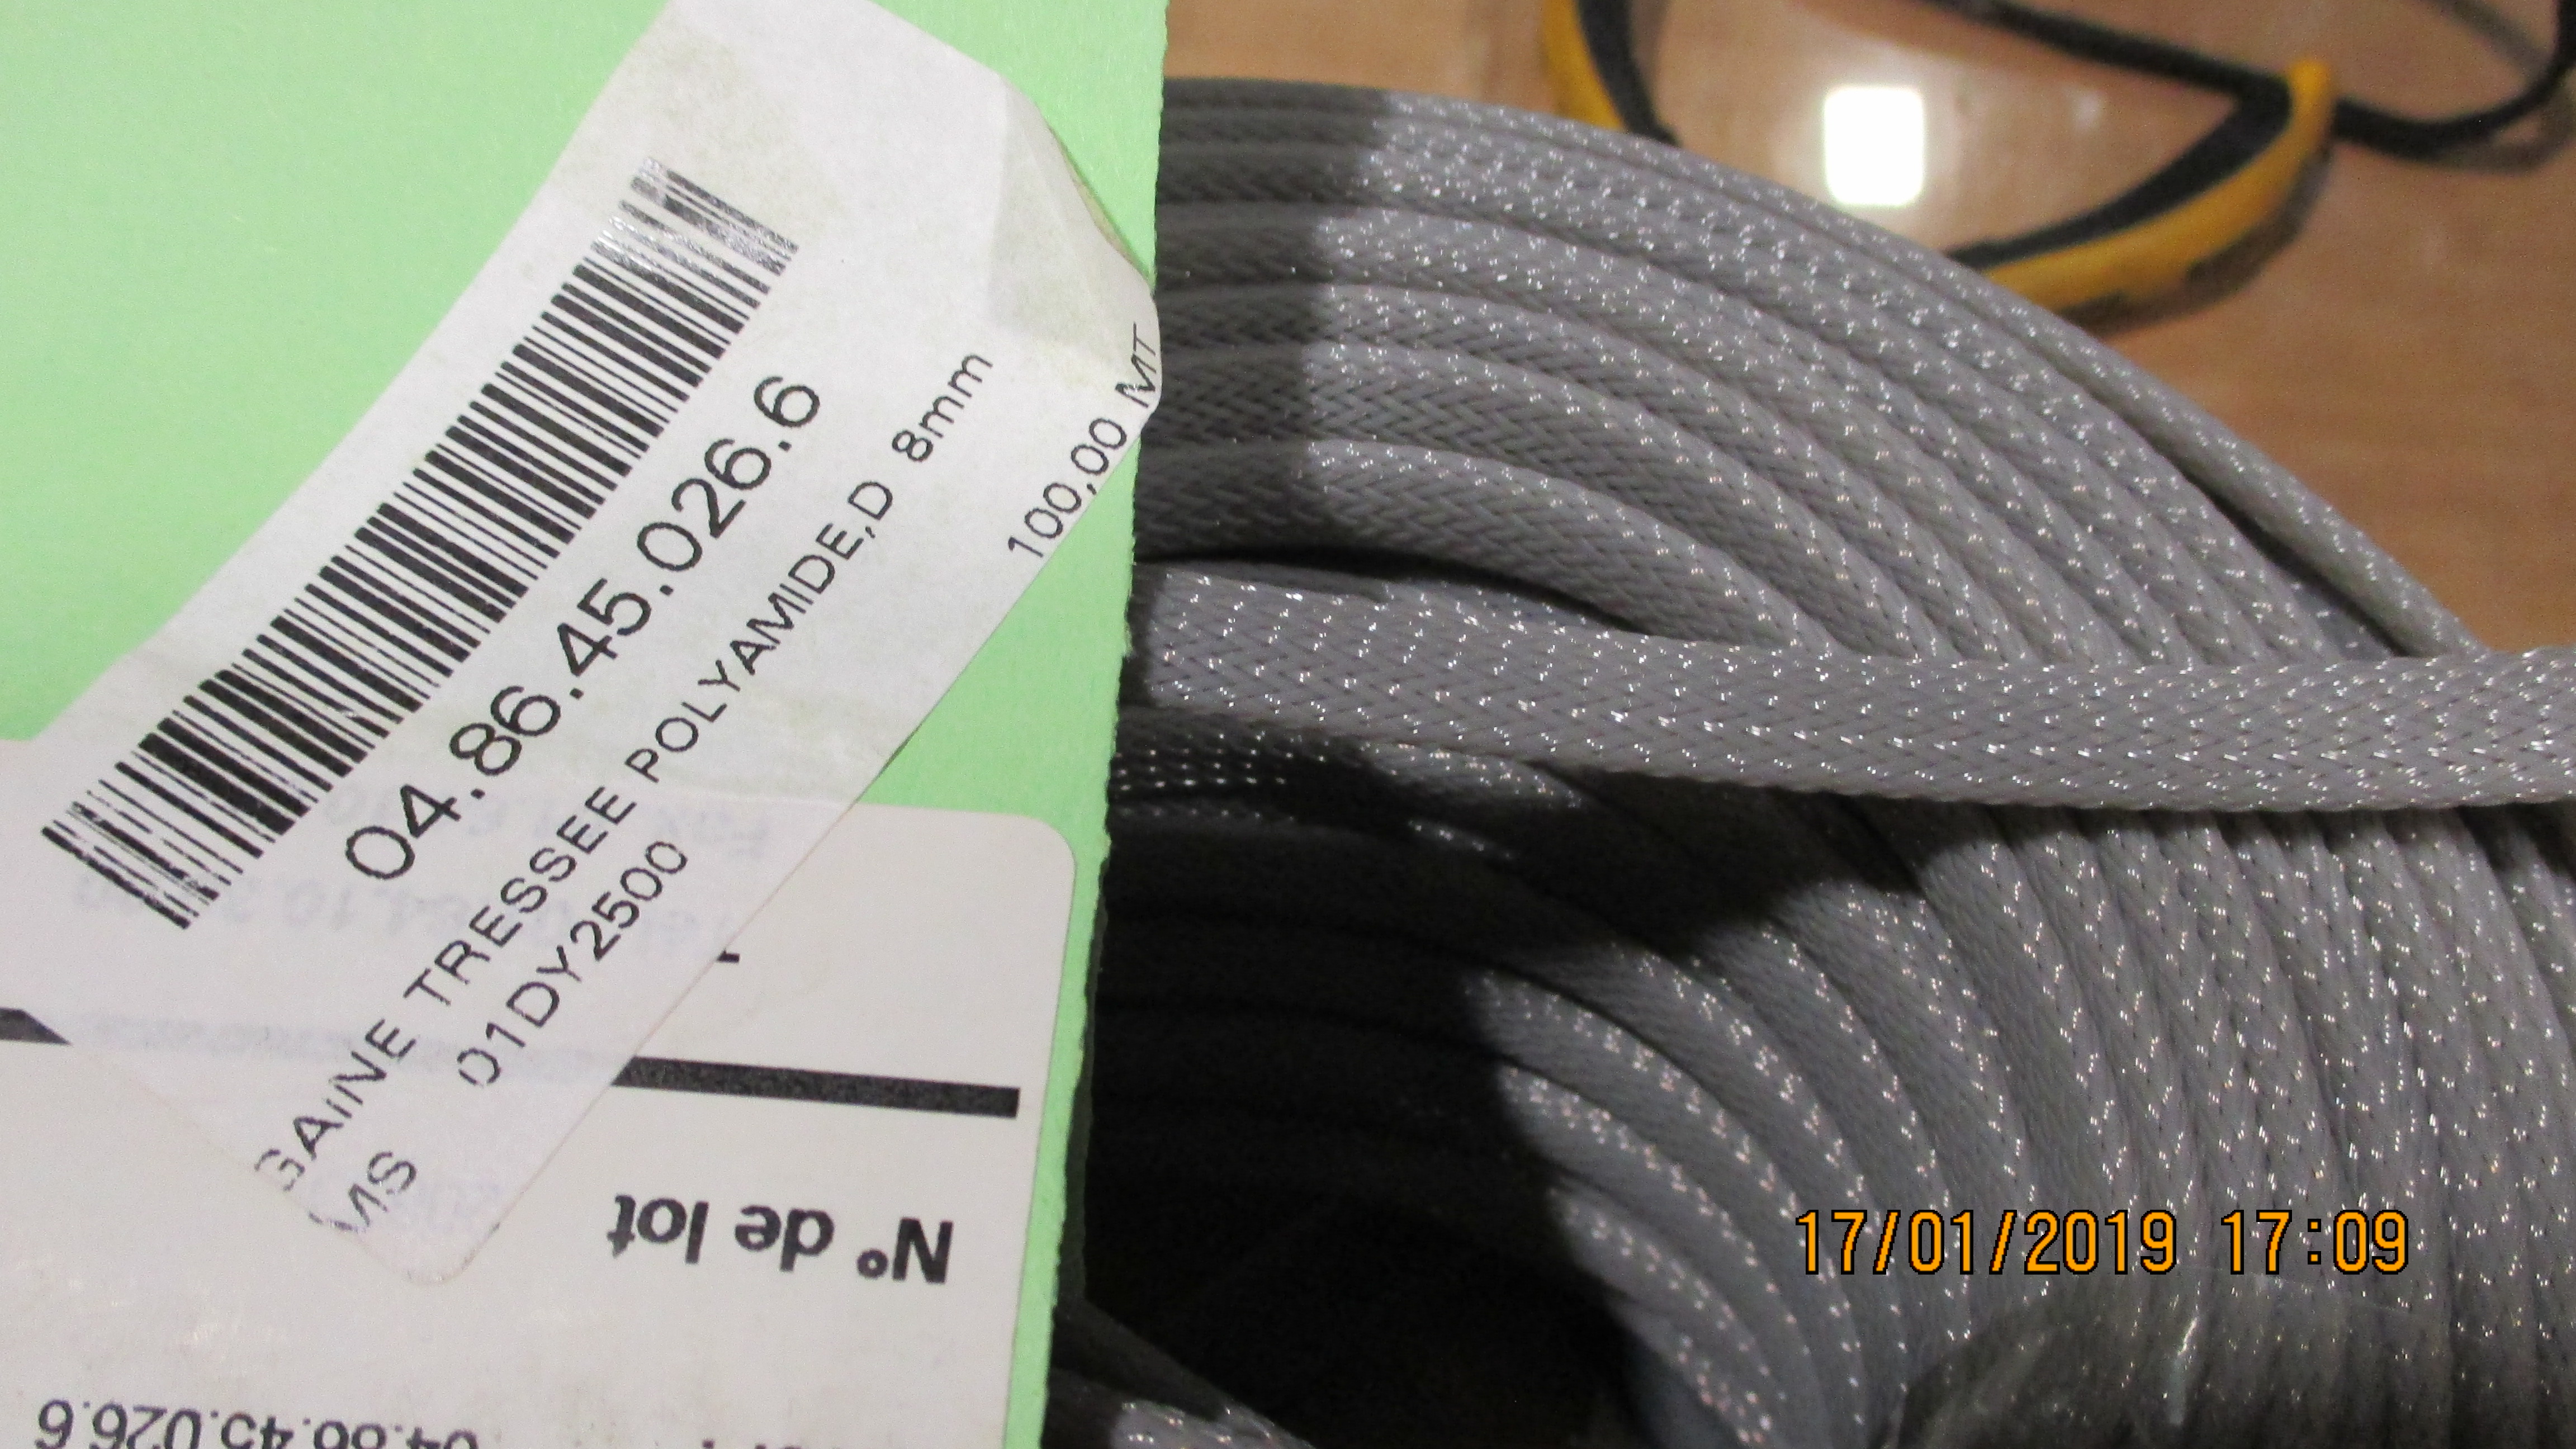 04.86.45.026.6
GAINE TRESSEE POLYAMIDE,D 8mm
MS 01DY2500 100,00 MT
N° de lot
04.86.45.026.6
17/01/2019 17:09